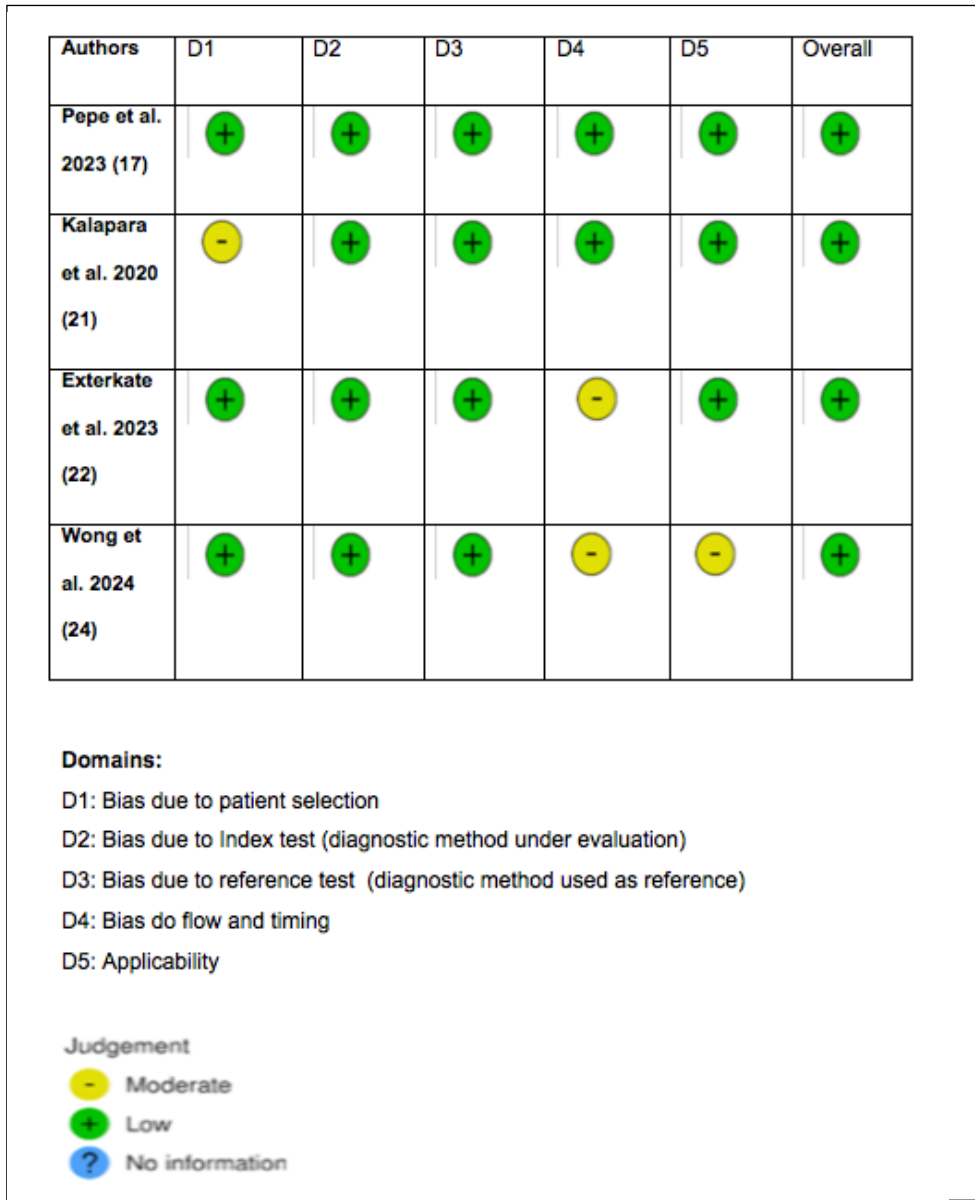 Authors D1 D2 D3 D4 D5 Overall
Pepe et al. + + + + + +
2023 (17)
Kalapara - + + + + +
et al. 2020
(21)
Exterkate + + + - + +
et al. 2023
(22)
Wong et + + + - - +
al. 2024
(24)
Domains:
D1: Bias due to patient selection
D2: Bias due to Index test (diagnostic method under evaluation)
D3: Bias due to reference test (diagnostic method used as reference)
D4: Bias do flow and timing
D5: Applicability
Judgement
- Moderate
+ Low
? No information